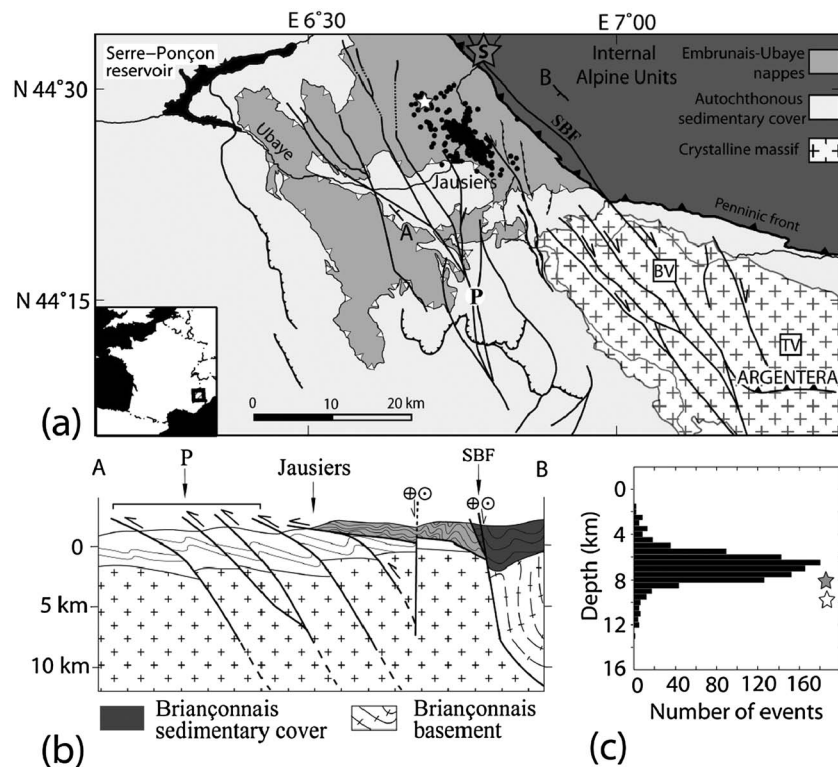 E 6°30
E 7°00
Serre–Ponçon
reservoir
S
Internal
Alpine Units
Embrunais-Ubaye
nappes
B
N 44°30
Autochthonous
sedimentary cover
SBF
Ubaye
Crystalline massif
Jausiers
Penninic front
A
BV
N 44°15
P
TV
ARGENTERA
0 10 20 km
(a)
A
P
Jausiers
SBF
B
0
5 km
10 km
Briançonnais
sedimentary cover
Briançonnais
basement
(b)
0
4
8
12
16
Depth (km)
0 40 80 120 160
Number of events
(c)